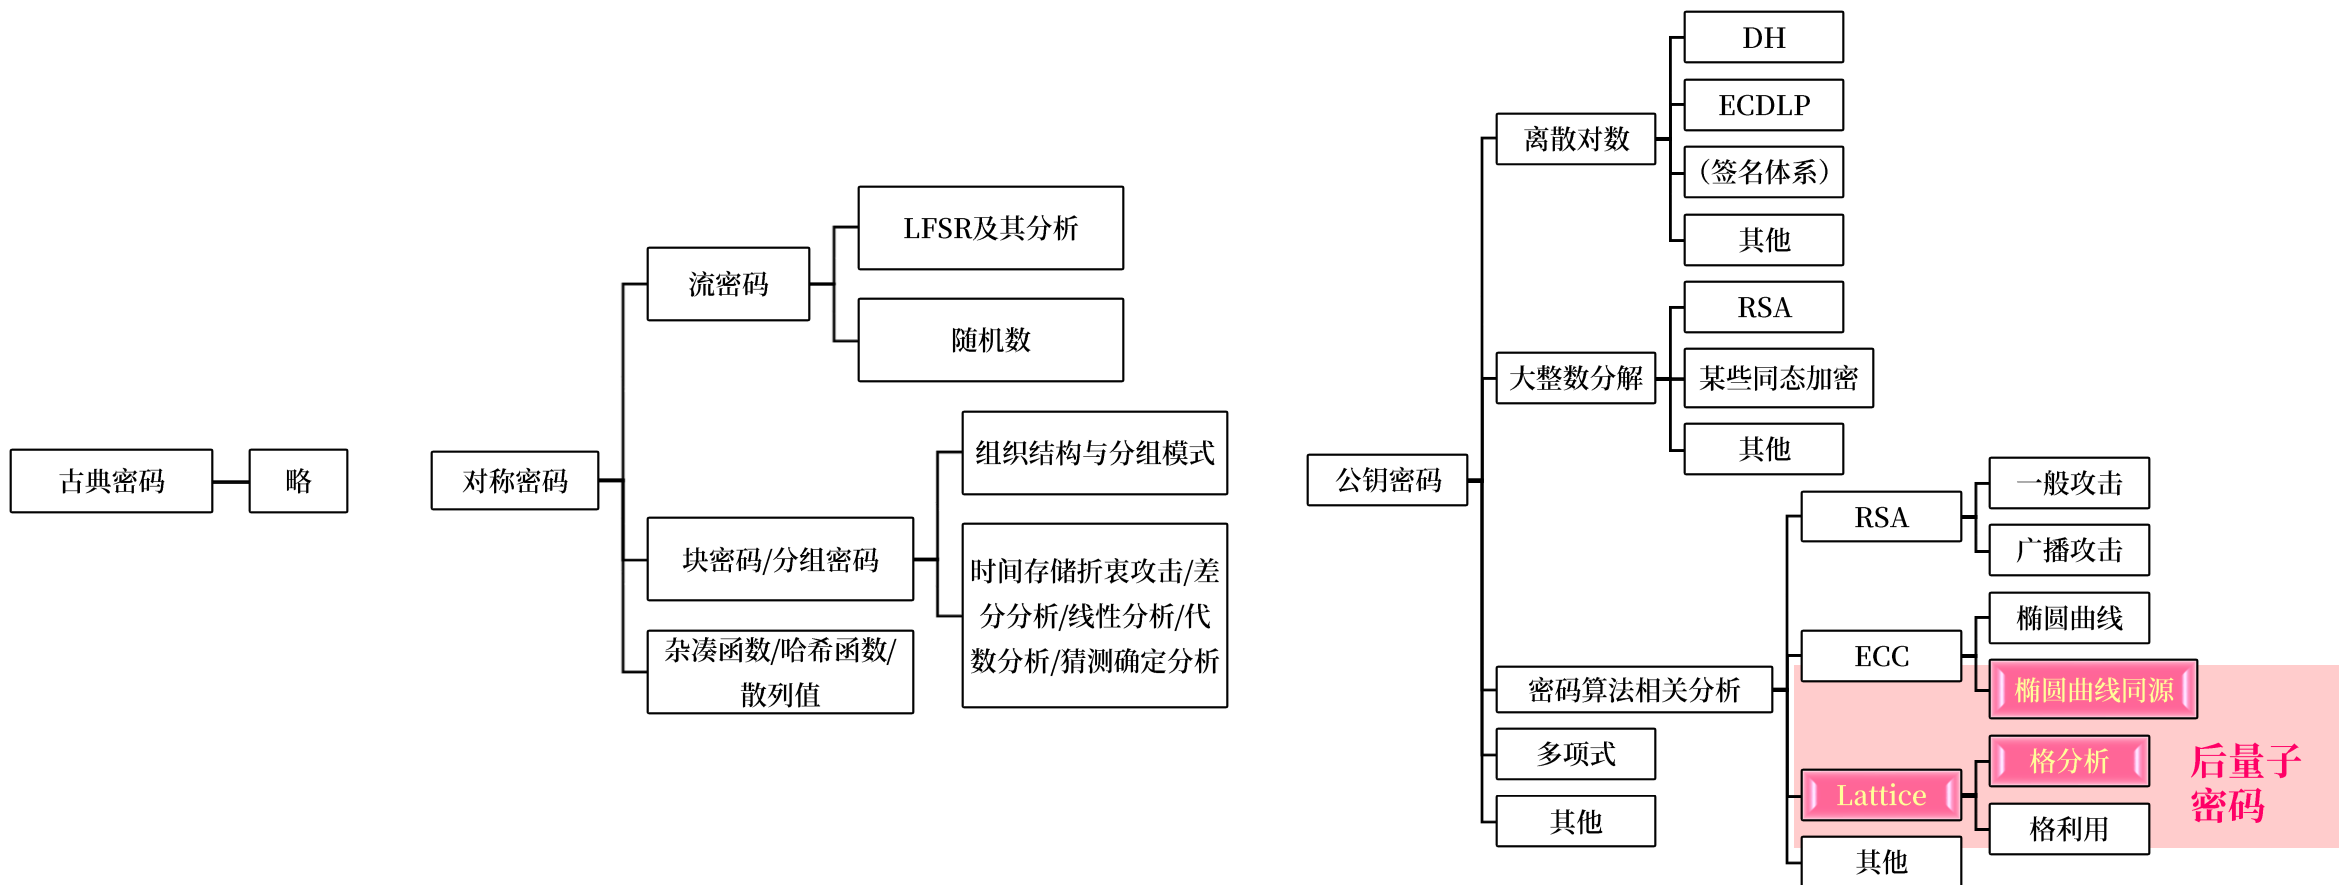 古典密码
略
对称密码
流密码
LFSR及其分析
随机数
块密码/分组密码
组织结构与分组模式
时间存储折衷攻击/差
分分析/线性分析/代
数分析/猜测确定分析
杂凑函数/哈希函数/
散列值
公钥密码
离散对数
DH
ECDLP
（签名体系）
其他
大整数分解
RSA
某些同态加密
其他
密码算法相关分析
RSA
一般攻击
广播攻击
ECC
椭圆曲线
椭圆曲线同源
Lattice
格分析
格利用
其他
多项式
其他
后量子
密码